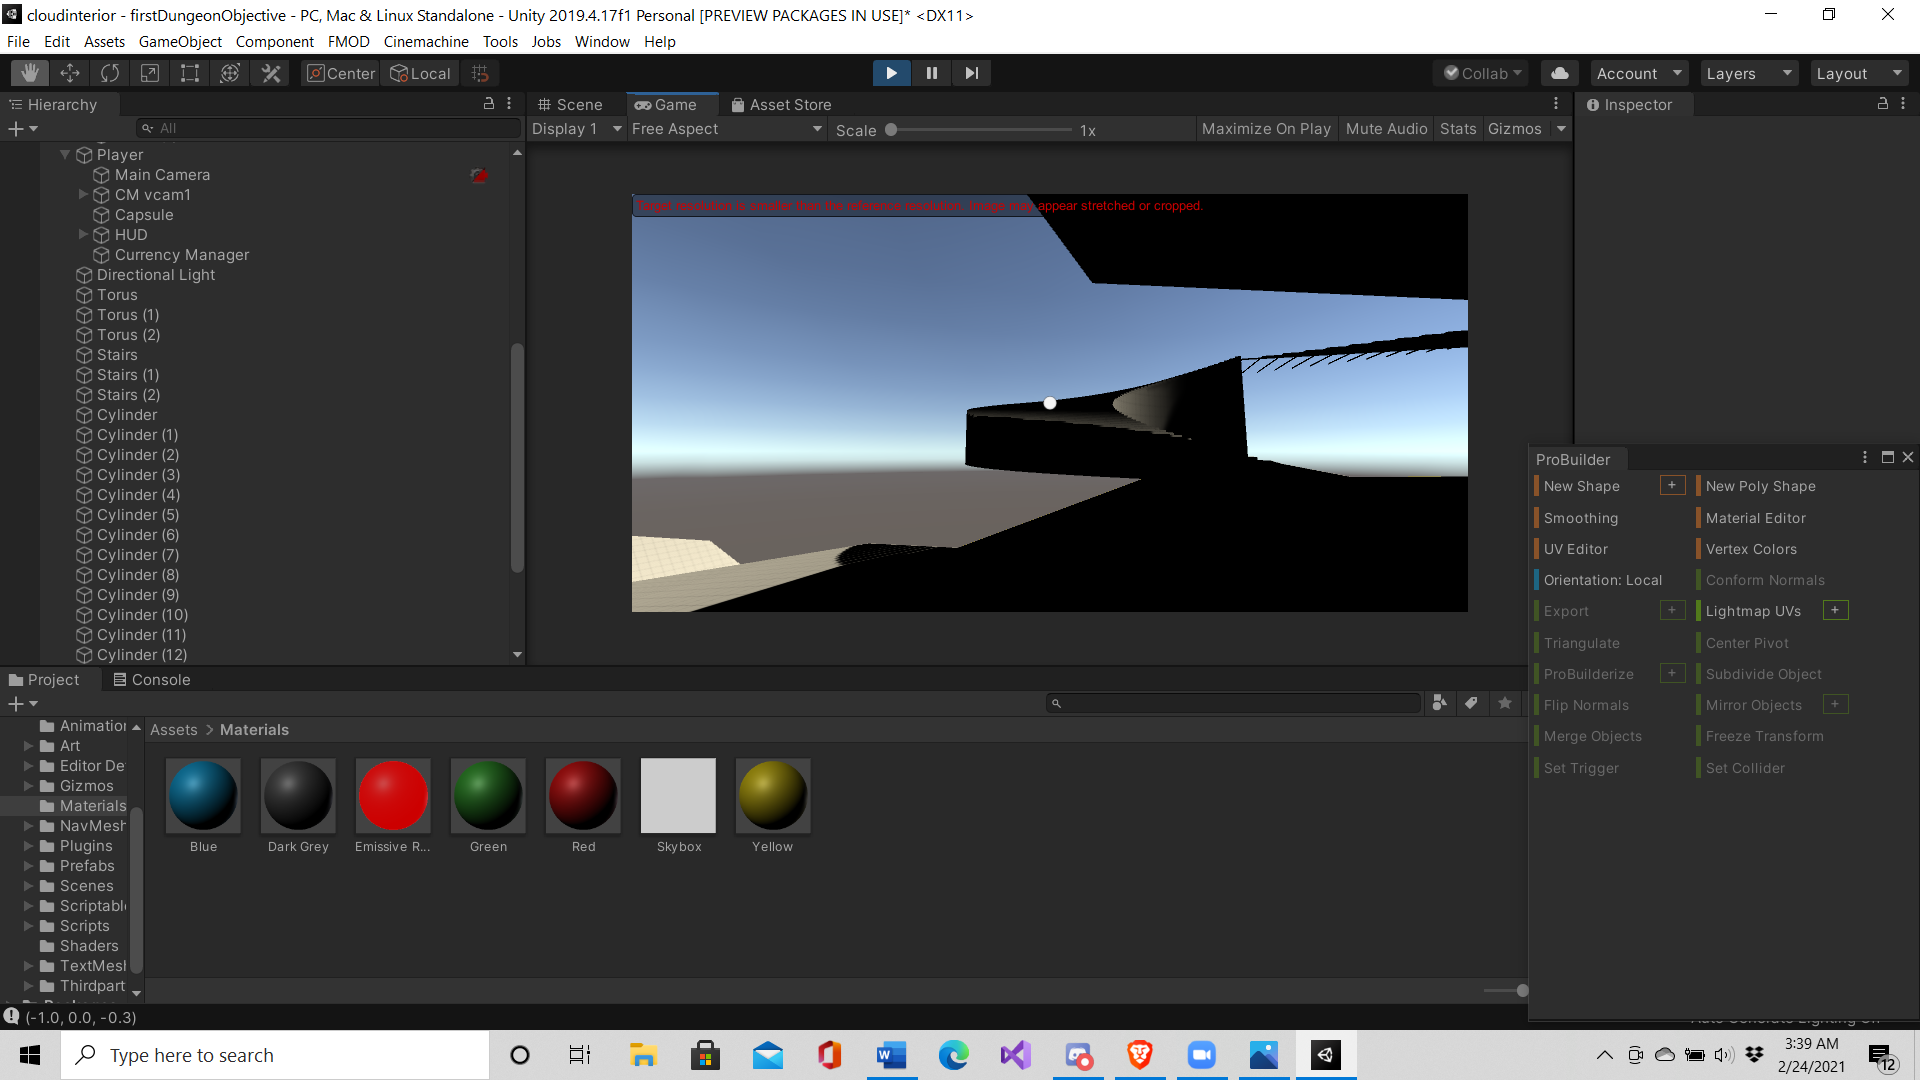 cloudinterior - firstDungeonObjective - PC, Mac & Linux Standalone - Unity 2019.4.17f1 Personal [PREVIEW PACKAGES IN USE]* <DX11>
File Edit Assets GameObject Component FMOD Cinemachine Tools Jobs Window Help
Center Local Collab Account Layers Layout
Hierarchy
All
Player
Main Camera
CM vcam1
Capsule
HUD
Currency Manager
Directional Light
Torus
Torus (1)
Torus (2)
Stairs
Stairs (1)
Stairs (2)
Cylinder
Cylinder (1)
Cylinder (2)
Cylinder (3)
Cylinder (4)
Cylinder (5)
Cylinder (6)
Cylinder (7)
Cylinder (8)
Cylinder (9)
Cylinder (10)
Cylinder (11)
Cylinder (12)
Scene Game Asset Store
Display 1 Free Aspect Scale 1x Maximize On Play Mute Audio Stats Gizmos
appear stretched or cropped.
Inspector
ProBuilder
New Shape + New Poly Shape
Smoothing Material Editor
UV Editor Vertex Colors
Orientation: Local Conform Normals
Export + Lightmap UVs +
Triangulate Center Pivot
ProBuilderize + Subdivide Object
Flip Normals Mirror Objects +
Merge Objects Freeze Transform
Set Trigger Set Collider
Project Console
Animation
Art
Editor De
Gizmos
Materials
NavMesh
Plugins
Prefabs
Scenes
Scriptable
Scripts
Shaders
TextMesh
Thirdpart
Assets > Materials
Blue
Dark Grey
Emissive R...
Green
Red
Skybox
Yellow
(-1.0, 0.0, -0.3)
Type here to search
3:39 AM
2/24/2021
12